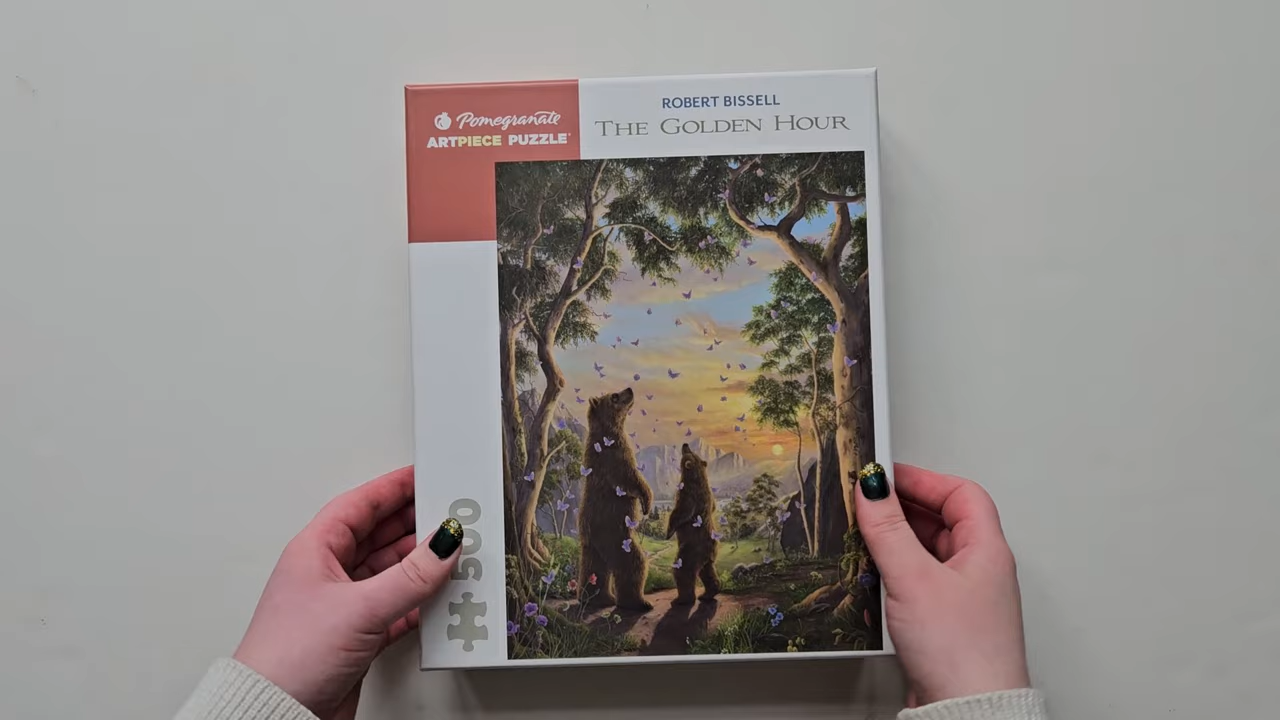 Pomegranate
ARTPIECE PUZZLE
ROBERT BISSELL
THE GOLDEN HOUR
500